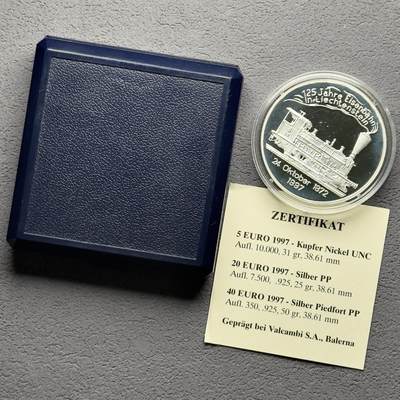 125 Jahre Eisenbahn
in Liechtenstein
24. Oktober 1872
1997
ZERTIFIKAT
5 EURO 1997 - Kupfer Nickel UNC
Aufl. 10.000, 31 gr, 38.61 mm
20 EURO 1997 - Silber PP
Aufl. 7.500, .925, 25 gr, 38.61 mm
40 EURO 1997 - Silber Piedfort PP
Aufl. 350, .925, 50 gr, 38.61 mm
Geprägt bei Valcambi S.A., Balerna